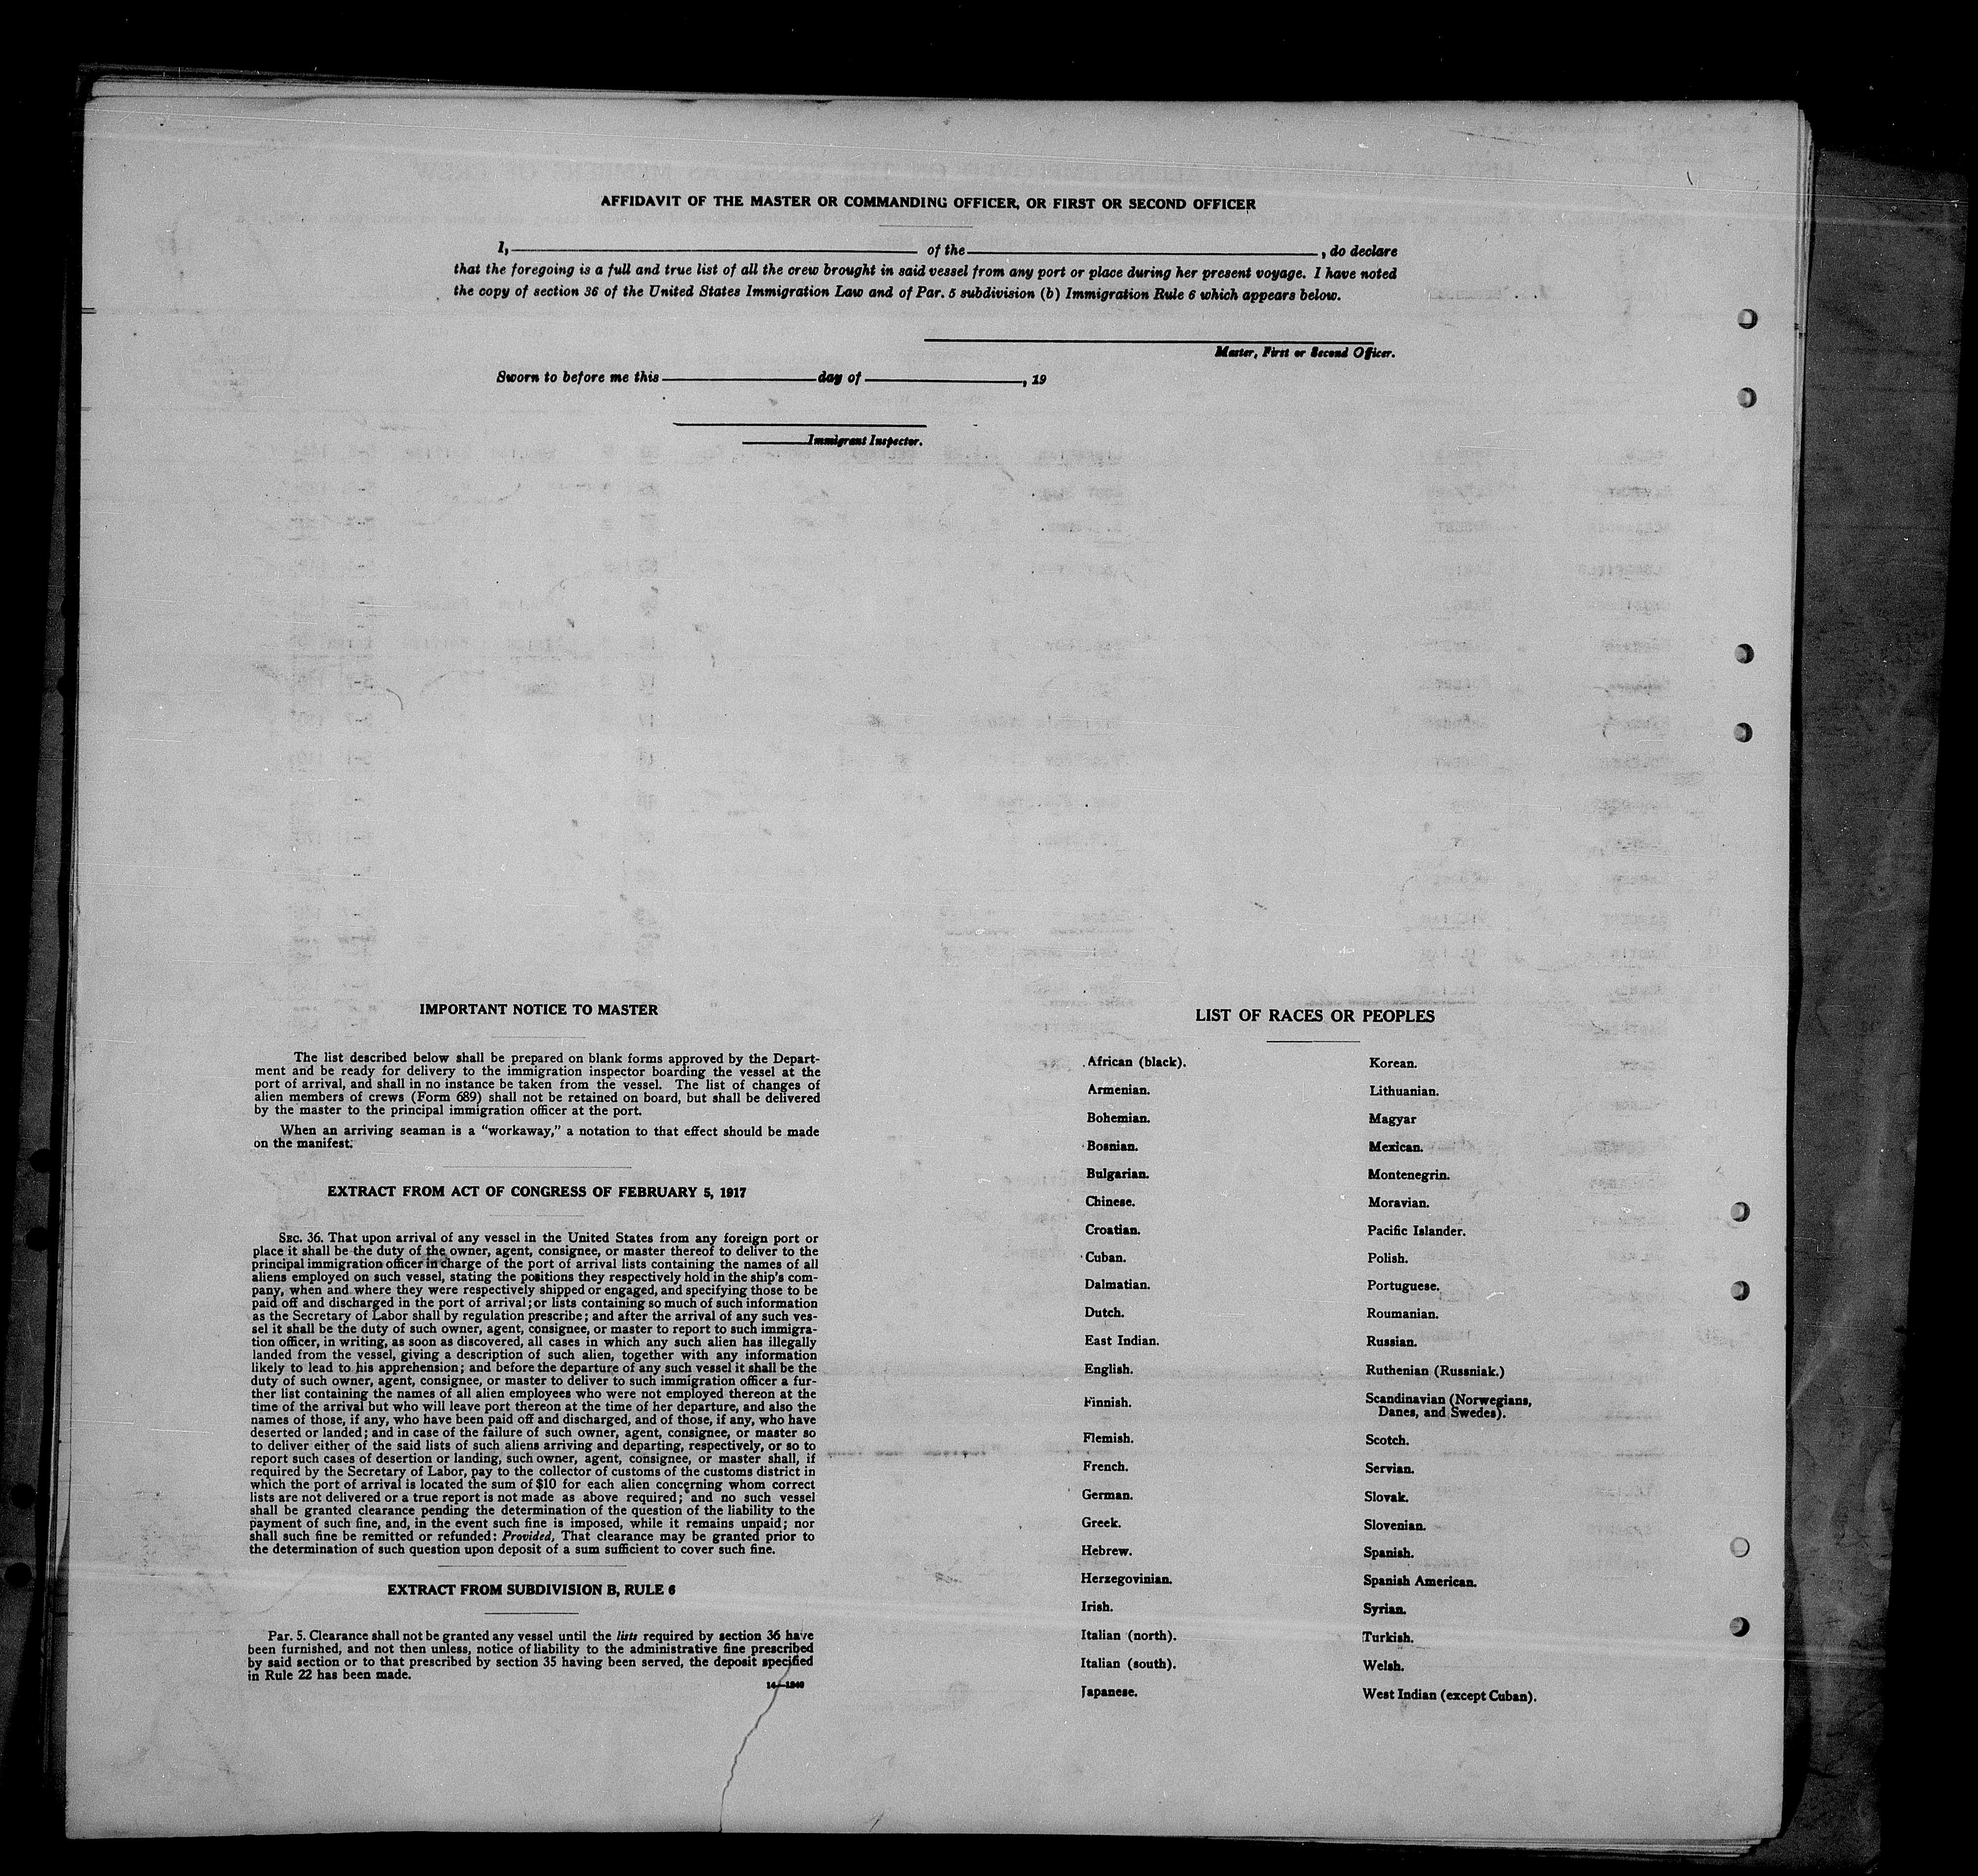 AFFIDAVIT OF THE MASTER OR COMMANDING OFFICER, OR FIRST OR SECOND OFFICER
I, of the , do declare
that the foregoing is a full and true list of all the crew brought in said vessel from any port or place during her present voyage. I have noted
the copy of section 36 of the United States Immigration Law and of Par. 5 subdivision (b) Immigration Rule 6 which appears below.
Master, First or Second Officer.
Sworn to before me this day of , 19
Immigrant Inspector.
IMPORTANT NOTICE TO MASTER
The list described below shall be prepared on blank forms approved by the Depart-
ment and be ready for delivery to the immigration inspector boarding the vessel at the
port of arrival, and shall in no instance be taken from the vessel. The list of changes of
alien members of crews (Form 689) shall not be retained on board, but shall be delivered
by the master to the principal immigration officer at the port.
When an arriving seaman is a "workaway," a notation to that effect should be made
on the manifest.
EXTRACT FROM ACT OF CONGRESS OF FEBRUARY 5, 1917
SEC. 36. That upon arrival of any vessel in the United States from any foreign port or
place it shall be the duty of the owner, agent, consignee, or master thereof to deliver to the
principal immigration officer in charge of the port of arrival lists containing the names of all
aliens employed on such vessel, stating the positions they respectively hold in the ship's com-
pany, when and where they were respectively shipped or engaged, and specifying those to be
paid off and discharged in the port of arrival; or lists containing so much of such information
as the Secretary of Labor shall by regulation prescribe; and after the arrival of any such ves-
sel it shall be the duty of such owner, agent, consignee, or master to report to such immigra-
tion officer, in writing, as soon as discovered, all cases in which any such alien has illegally
landed from the vessel, giving a description of such alien, together with any information
likely to lead to his apprehension; and before the departure of any such vessel it shall be the
duty of such owner, agent, consignee, or master to deliver to such immigration officer a fur-
ther list containing the names of all alien employees who were not employed thereon at the
time of the arrival but who will leave port thereon at the time of her departure, and also the
names of those, if any, who have been paid off and discharged, and of those, if any, who have
deserted or landed; and in case of the failure of such owner, agent, consignee, or master so
to deliver either of the said lists of such aliens arriving and departing, respectively, or so to
report such cases of desertion or landing, such owner, agent, consignee, or master shall, if
required by the Secretary of Labor, pay to the collector of customs of the customs district in
which the port of arrival is located the sum of $10 for each alien concerning whom correct
lists are not delivered or a true report is not made as above required; and no such vessel
shall be granted clearance pending the determination of the question of the liability to the
payment of such fine, and, in the event such fine is imposed, while it remains unpaid; nor
shall such fine be remitted or refunded: Provided, That clearance may be granted prior to
the determination of such question upon deposit of a sum sufficient to cover such fine.
EXTRACT FROM SUBDIVISION B, RULE 6
Par. 5. Clearance shall not be granted any vessel until the lists required by section 36 have
been furnished, and not then unless, notice of liability to the administrative fine prescribed
by said section or to that prescribed by section 35 having been served, the deposit specified
in Rule 22 has been made.
LIST OF RACES OR PEOPLES
African (black).
Armenian.
Bohemian.
Bosnian.
Bulgarian.
Chinese.
Croatian.
Cuban.
Dalmatian.
Dutch.
East Indian.
English.
Finnish.
Flemish.
French.
German.
Greek.
Hebrew.
Herzegovinian.
Irish.
Italian (north).
Italian (south).
Japanese.
Korean.
Lithuanian.
Magyar
Mexican.
Montenegrin.
Moravian.
Pacific Islander.
Polish.
Portuguese.
Roumanian.
Russian.
Ruthenian (Russniak.)
Scandinavian (Norwegians,
Danes, and Swedes).
Scotch.
Servian.
Slovak.
Slovenian.
Spanish.
Spanish American.
Syrian.
Turkish.
Welsh.
West Indian (except Cuban).